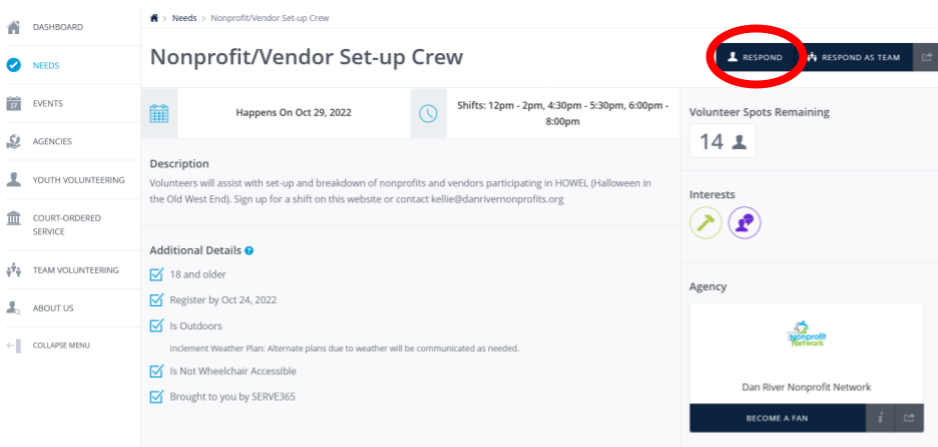 DASHBOARD
NEEDS
EVENTS
AGENCIES
YOUTH VOLUNTEERING
COURT-ORDERED
SERVICE
TEAM VOLUNTEERING
ABOUT US
COLLAPSE MENU
> Needs > Nonprofit/Vendor Set-up Crew
Nonprofit/Vendor Set-up Crew
RESPOND
RESPOND AS TEAM
Happens On Oct 29, 2022
Shifts: 12pm - 2pm, 4:30pm - 5:30pm, 6:00pm -
8:00pm
Description
Volunteers will assist with set-up and breakdown of nonprofits and vendors participating in HOWEL (Halloween in
the Old West End). Sign up for a shift on this website or contact kellie@danrivernonprofits.org
Additional Details ?
18 and older
Register by Oct 24, 2022
Is Outdoors
Inclement Weather Plan: Alternate plans due to weather will be communicated as needed.
Is Not Wheelchair Accessible
Brought to you by SERVE365
Volunteer Spots Remaining
14
Interests
Agency
Nonprofit
Network
Dan River Nonprofit Network
BECOME A FAN
i